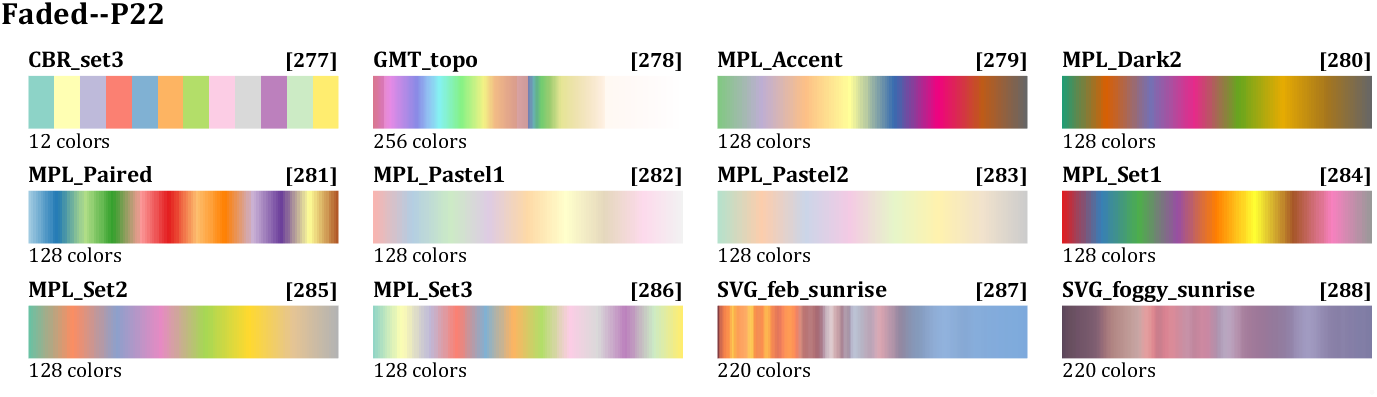 Faded--P22
CBR_set3 [277] GMT_topo [278] MPL_Accent [279] MPL_Dark2 [280]
12 colors 256 colors 128 colors 128 colors
MPL_Paired [281] MPL_Pastel1 [282] MPL_Pastel2 [283] MPL_Set1 [284]
128 colors 128 colors 128 colors 128 colors
MPL_Set2 [285] MPL_Set3 [286] SVG_feb_sunrise [287] SVG_foggy_sunrise [288]
128 colors 128 colors 220 colors 220 colors